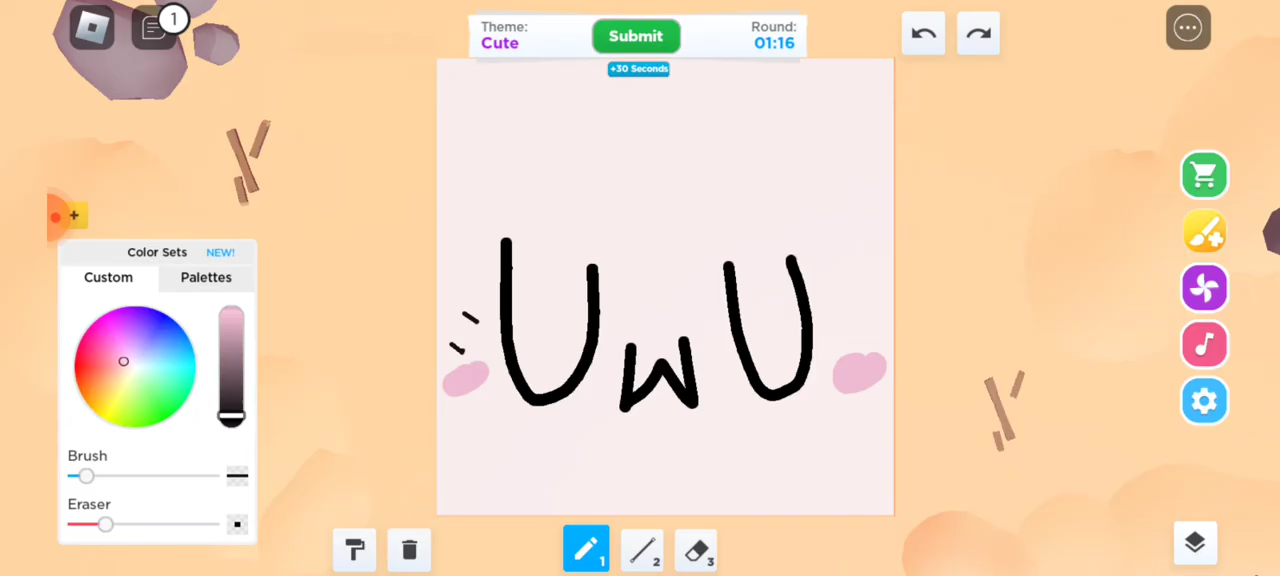 1
Theme:
Cute
Submit
Round:
01:16
+30 Seconds
UwU
+
Color Sets NEW!
Custom Palettes
Brush
Eraser
1 2 3